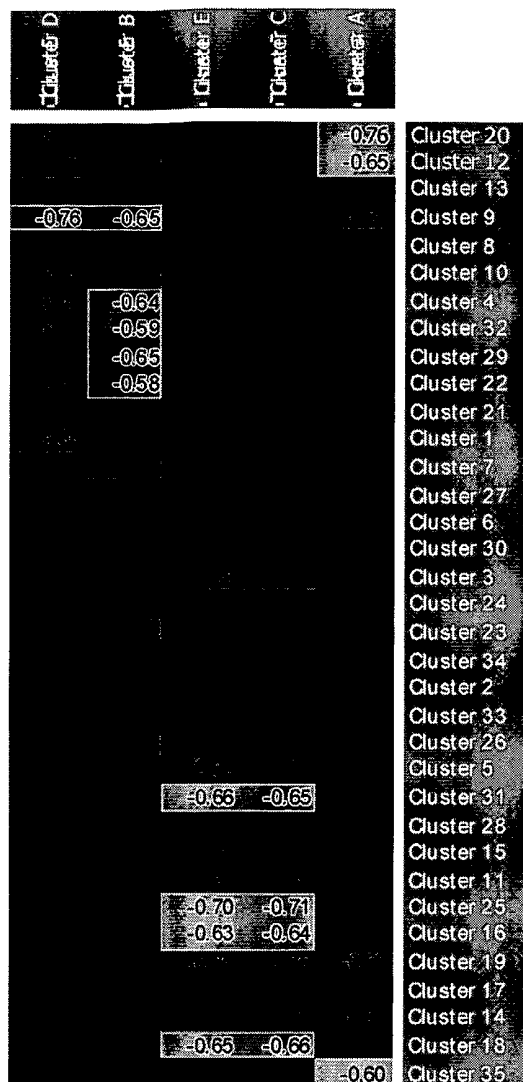 Cluster D Cluster B Cluster E Cluster C Cluster A
-0.76 Cluster 20
-0.65 Cluster 12
Cluster 13
-0.76 -0.65 Cluster 9
Cluster 8
Cluster 10
-0.64 Cluster 4
-0.59 Cluster 32
-0.65 Cluster 29
-0.58 Cluster 22
Cluster 21
Cluster 1
Cluster 7
Cluster 27
Cluster 6
Cluster 30
Cluster 3
Cluster 24
Cluster 23
Cluster 34
Cluster 2
Cluster 33
Cluster 26
Cluster 5
-0.66 -0.65 Cluster 31
Cluster 28
Cluster 15
Cluster 11
-0.70 -0.71 Cluster 25
-0.63 -0.64 Cluster 16
Cluster 19
Cluster 17
Cluster 14
-0.65 -0.66 Cluster 18
-0.60 Cluster 35